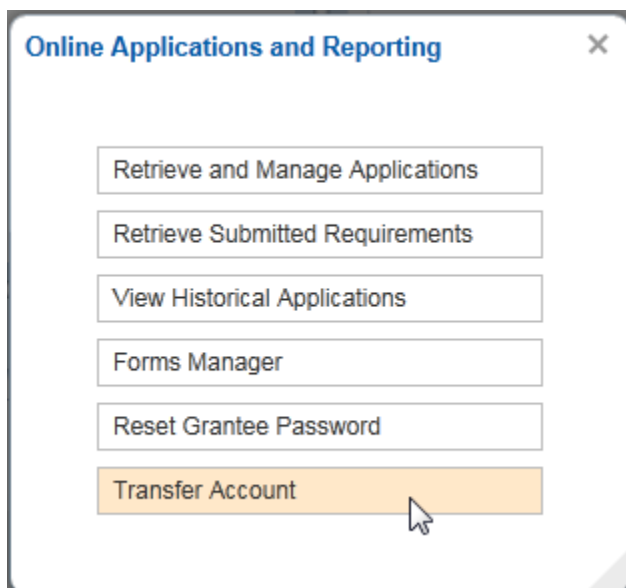 Online Applications and Reporting
Retrieve and Manage Applications
Retrieve Submitted Requirements
View Historical Applications
Forms Manager
Reset Grantee Password
Transfer Account